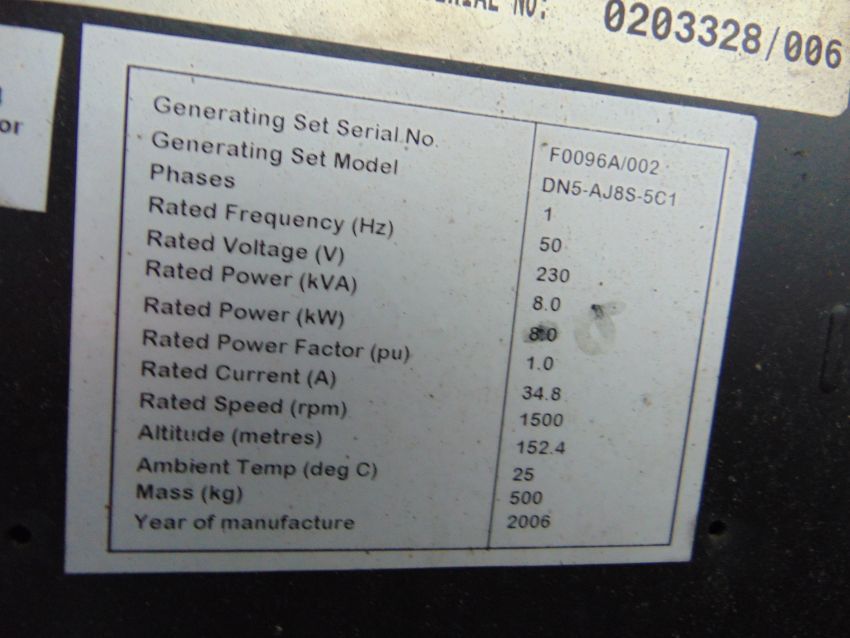 SERIAL NO: 0203328/006
or
Generating Set Serial No. F0096A/002
Generating Set Model DN5-AJ8S-5C1
Phases 1
Rated Frequency (Hz) 50
Rated Voltage (V) 230
Rated Power (kVA) 8.0
Rated Power (kW) 8.0
Rated Power Factor (pu) 1.0
Rated Current (A) 34.8
Rated Speed (rpm) 1500
Altitude (metres) 152.4
Ambient Temp (deg C) 25
Mass (kg) 500
Year of manufacture 2006